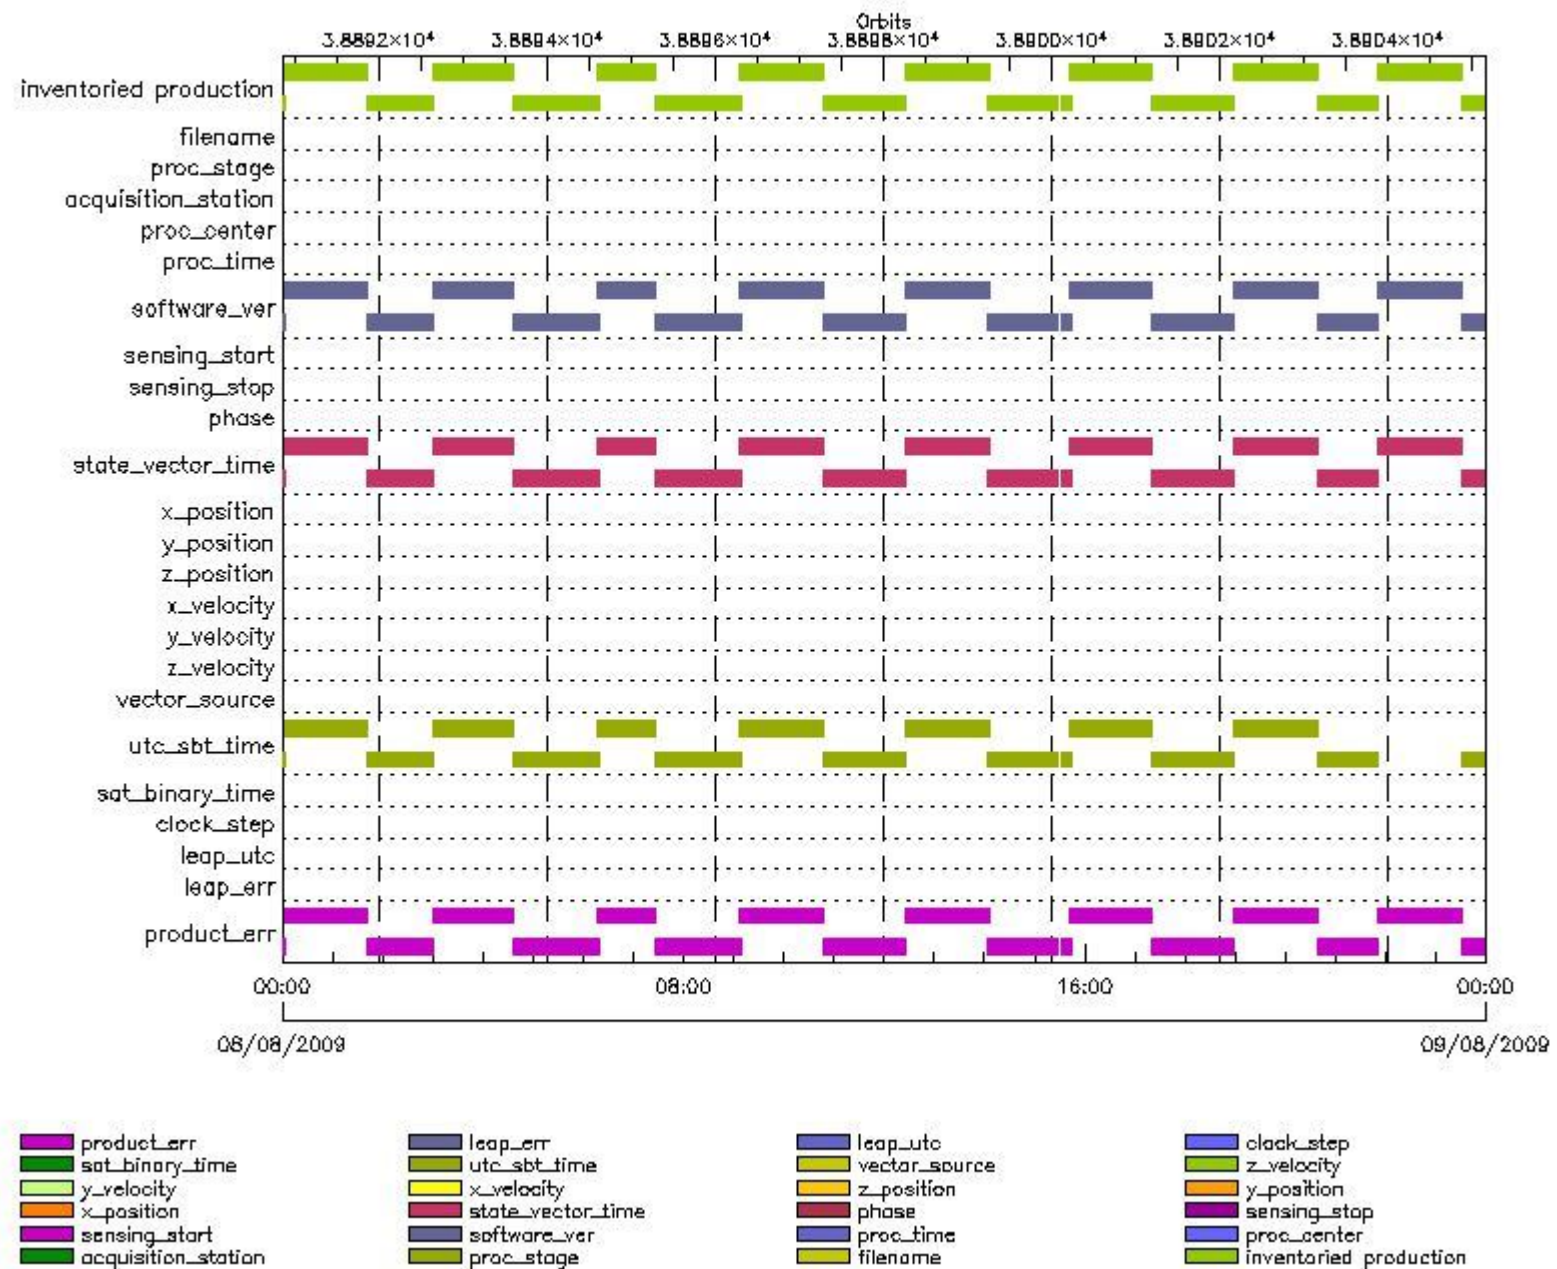 Orbits
3.8892×10⁴ 3.8894×10⁴ 3.8896×10⁴ 3.8898×10⁴ 3.8900×10⁴ 3.8902×10⁴ 3.8904×10⁴
inventoried production
filename
proc_stage
acquisition_station
proc_center
proc_time
software_ver
sensing_start
sensing_stop
phase
state_vector_time
x_position
y_position
z_position
x_velocity
y_velocity
z_velocity
vector_source
utc_sbt_time
sat_binary_time
clock_step
leap_utc
leap_err
product_err
00:00 08:00 16:00 00:00
08/08/2009 09/08/2009
product_err leap_err leap_utc clock_step
sat_binary_time utc_sbt_time vector_source z_velocity
y_velocity x_velocity z_position y_position
x_position state_vector_time phase sensing_stop
sensing_start software_ver proc_time proc_center
acquisition_station proc_stage filename inventoried production